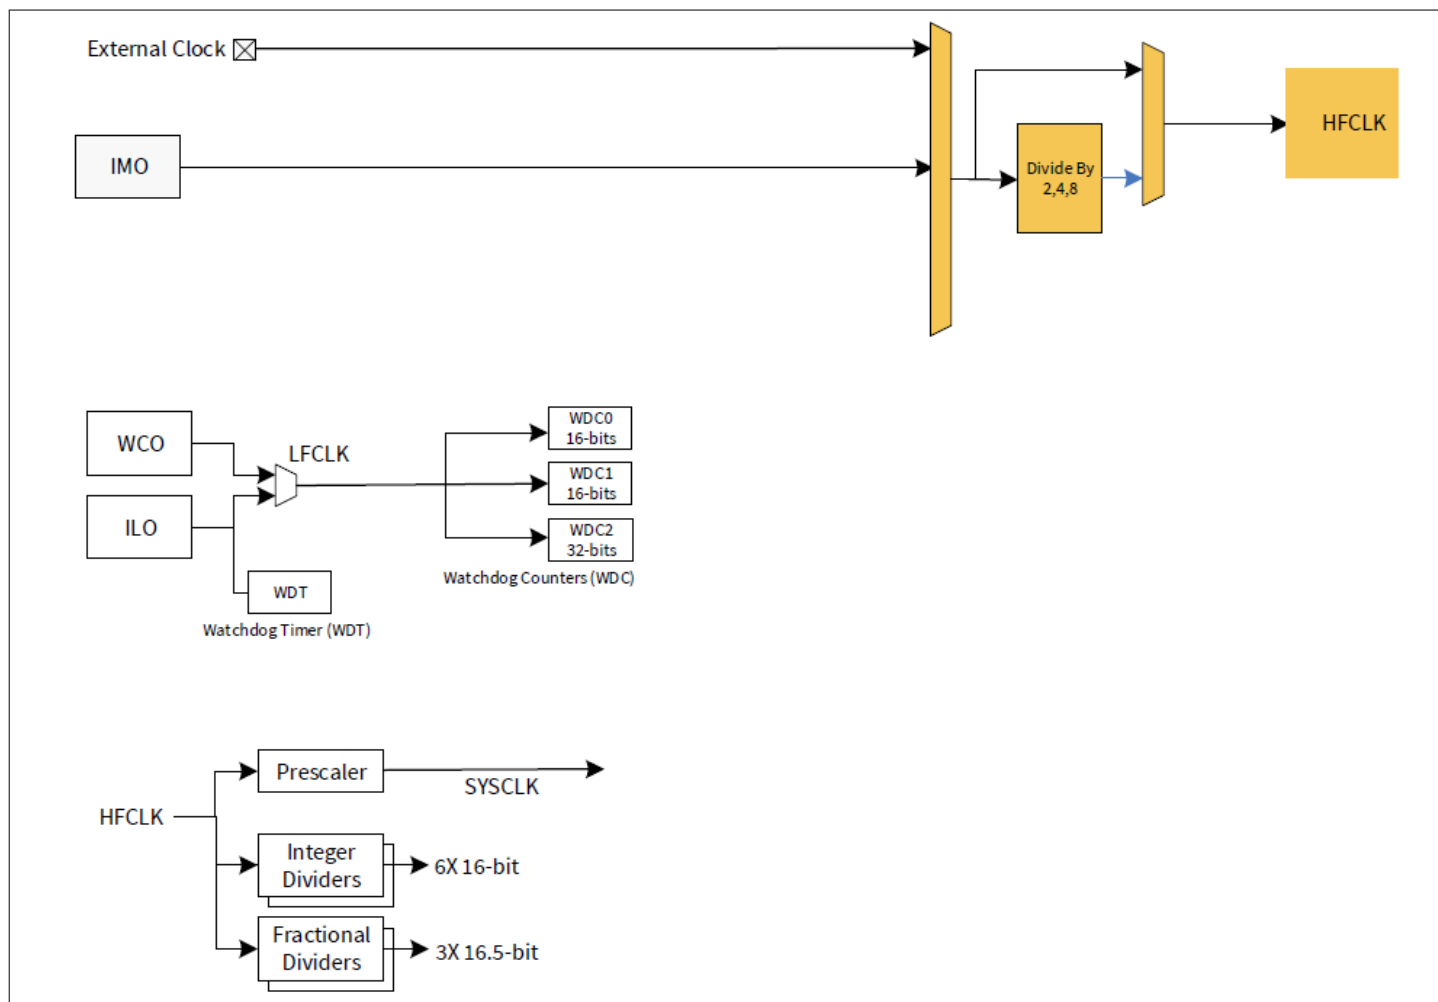 External Clock
IMO
Divide By
2,4,8
HFCLK
WCO
ILO
LFCLK
WDC0
16-bits
WDC1
16-bits
WDC2
32-bits
Watchdog Counters (WDC)
WDT
Watchdog Timer (WDT)
HFCLK
Prescaler
SYSCLK
Integer
Dividers
6X 16-bit
Fractional
Dividers
3X 16.5-bit